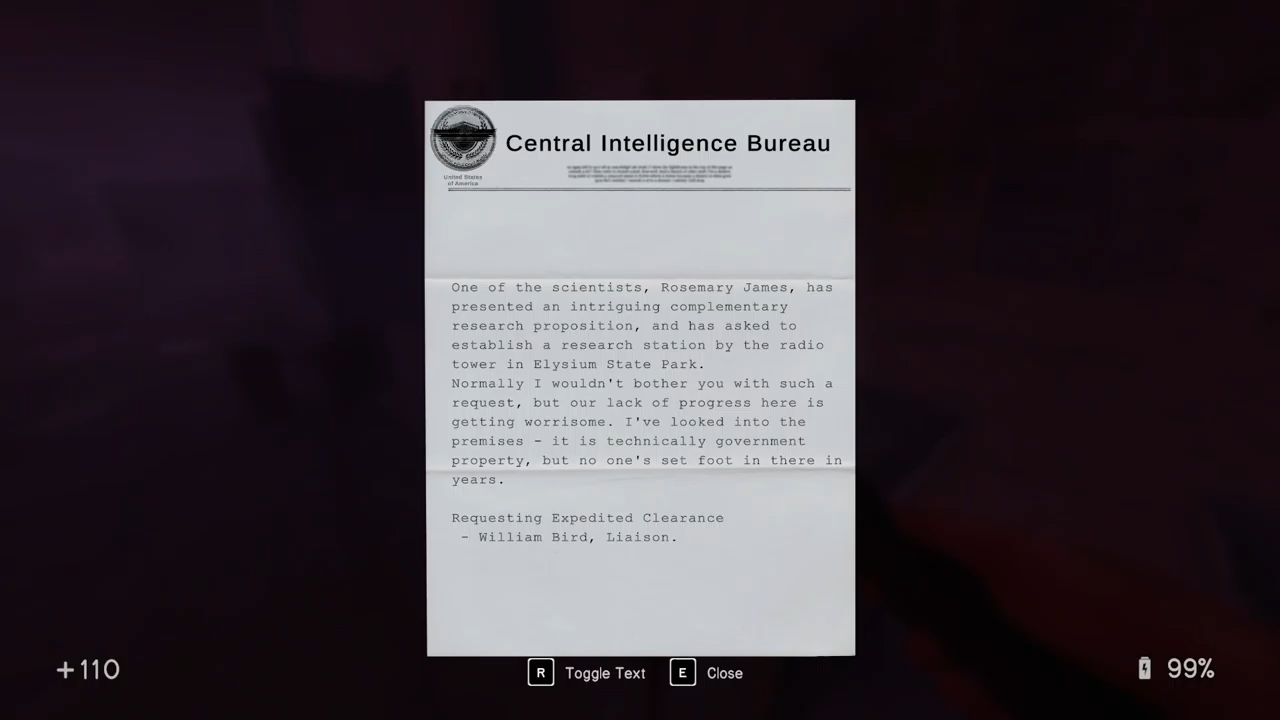 Central Intelligence Bureau
United States
of America
One of the scientists, Rosemary James, has
presented an intriguing complementary
research proposition, and has asked to
establish a research station by the radio
tower in Elysium State Park.
Normally I wouldn't bother you with such a
request, but our lack of progress here is
getting worrisome. I've looked into the
premises - it is technically government
property, but no one's set foot in there in
years.
Requesting Expedited Clearance
- William Bird, Liaison.
+110
R Toggle Text E Close
99%